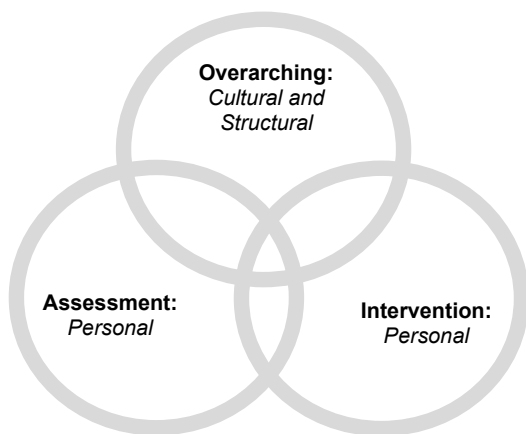 Overarching:
Cultural and
Structural
Assessment:
Personal
Intervention:
Personal